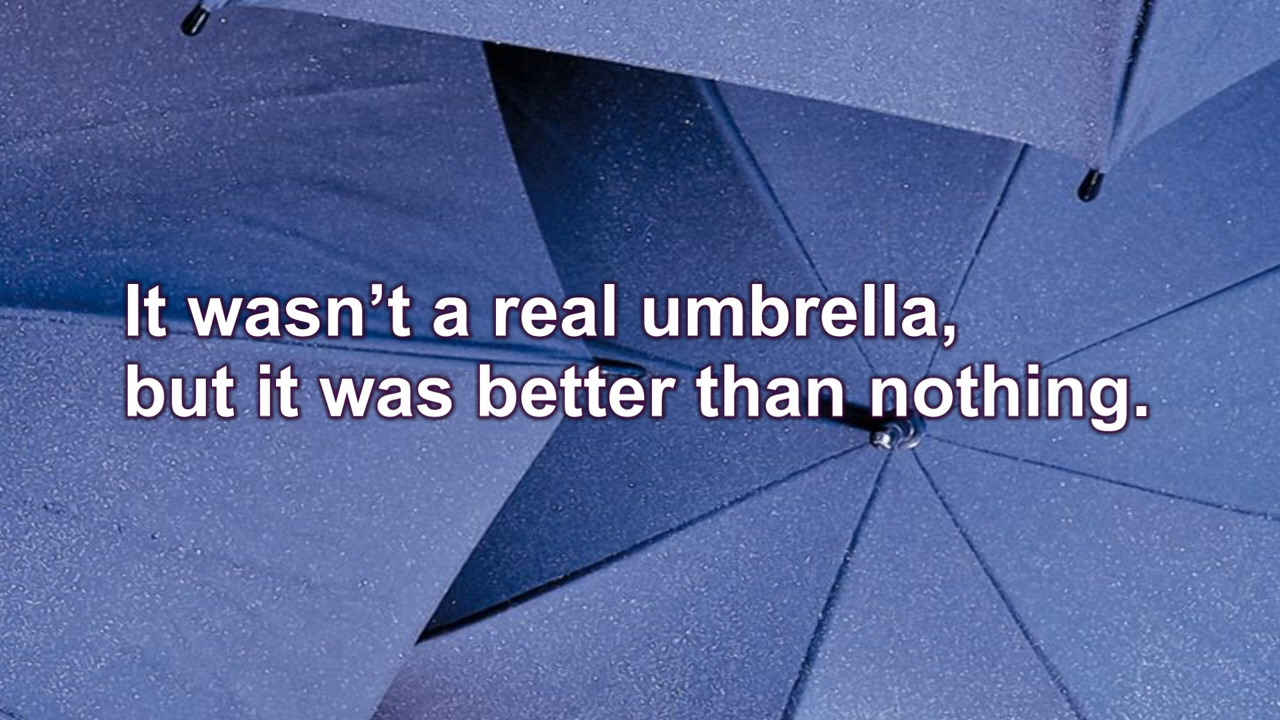 It wasn’t a real umbrella,
but it was better than nothing.